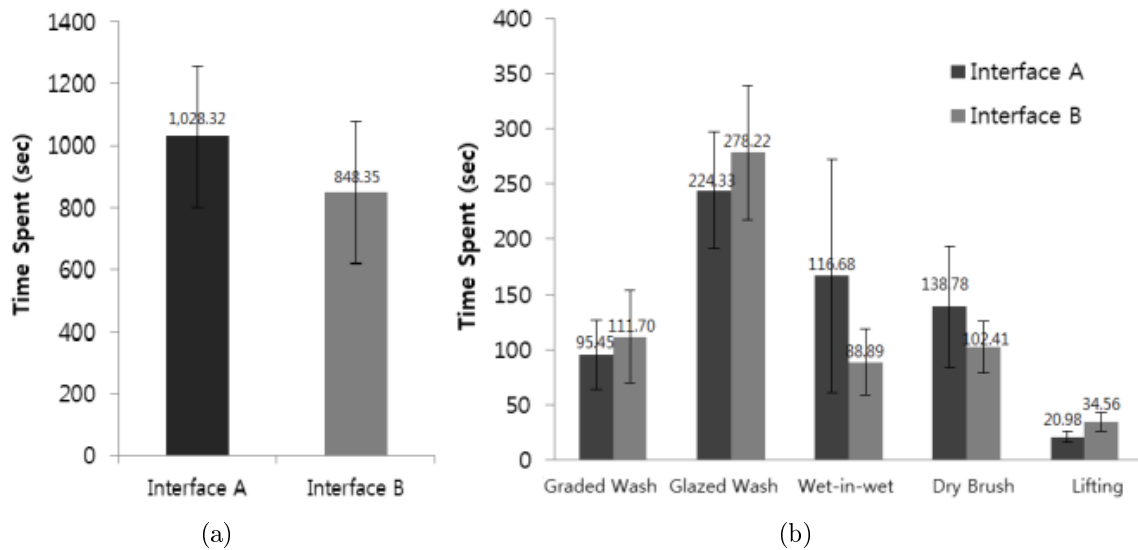 Time Spent (sec)
1400
1200
1000
800
600
400
200
0
1,028.32
848.35
Interface A
Interface B
(a)
Time Spent (sec)
400
350
300
250
200
150
100
50
0
Interface A
Interface B
95.45
111.70
224.33
278.22
116.68
88.89
138.78
102.41
20.98
34.56
Graded Wash
Glazed Wash
Wet-in-wet
Dry Brush
Lifting
(b)